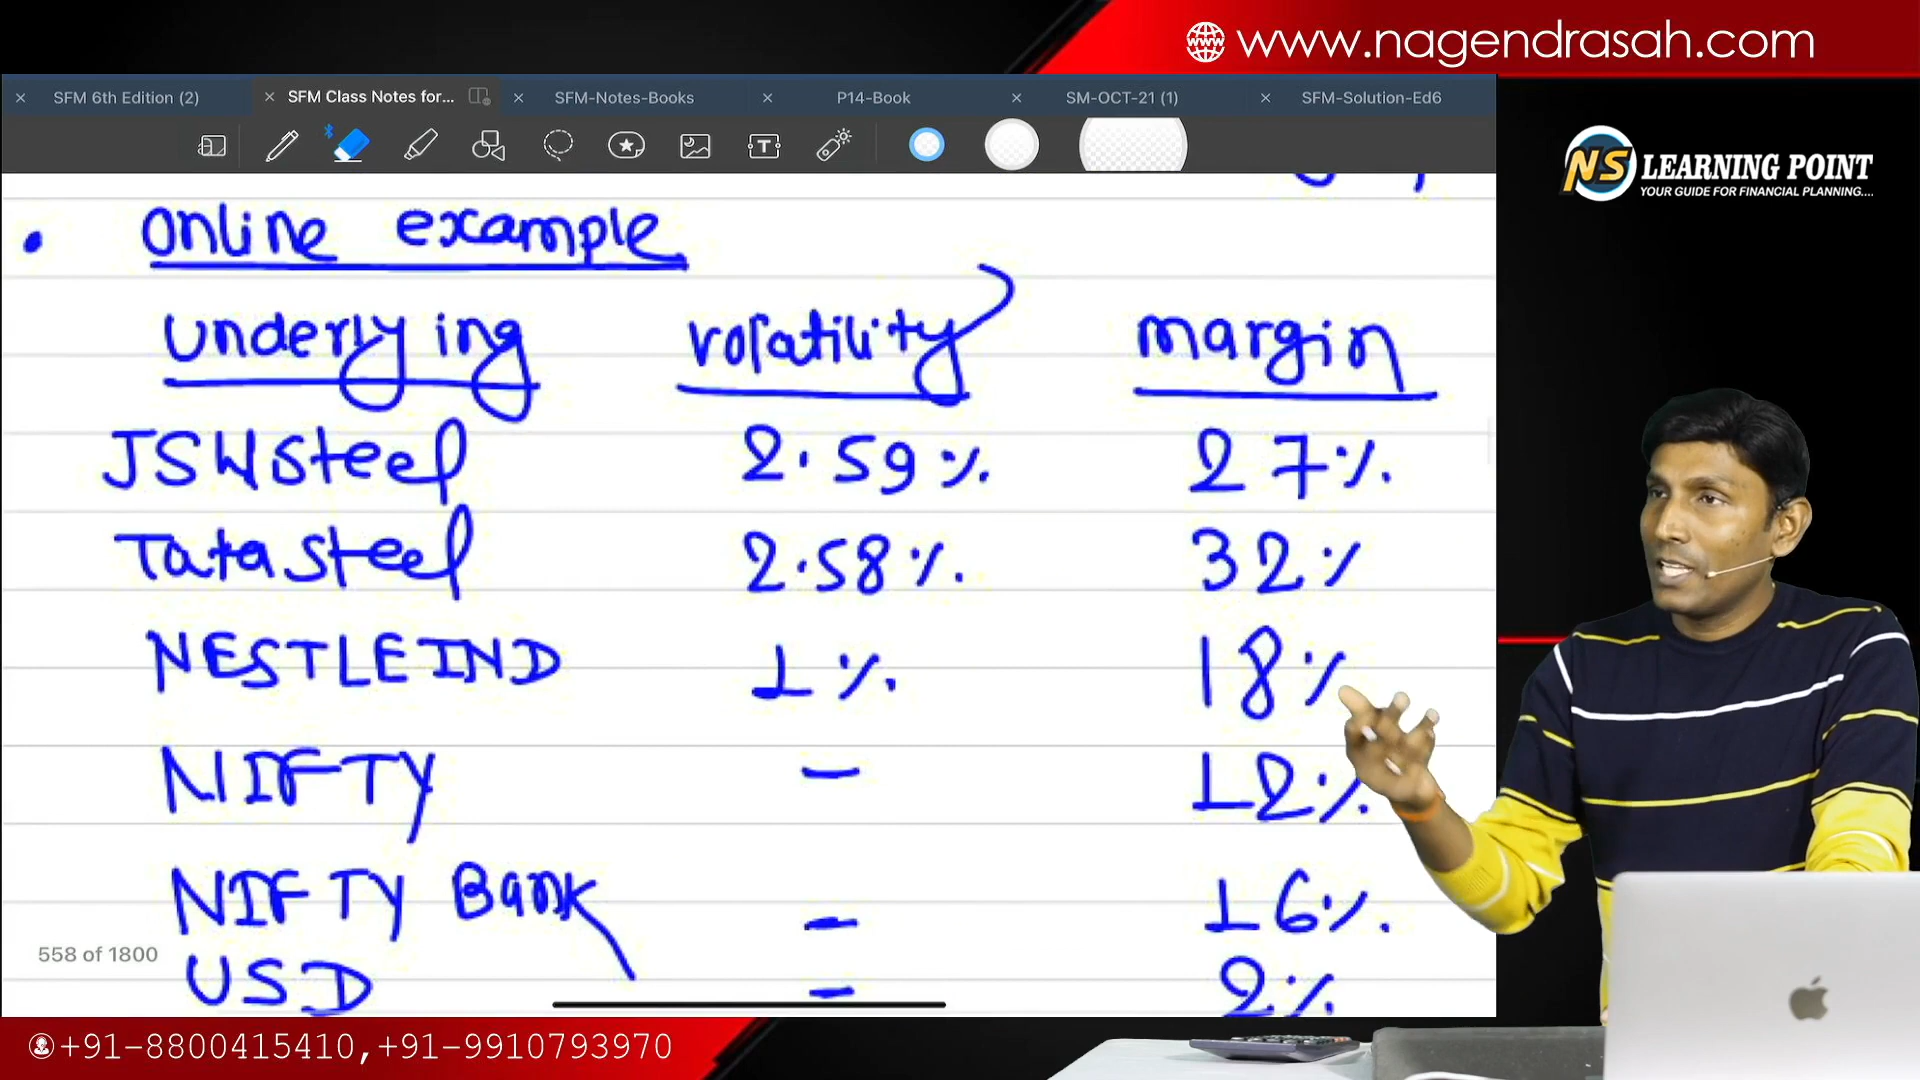 www.nagendrasah.com
SFM 6th Edition (2)
SFM Class Notes for...
SFM-Notes-Books
P14-Book
SM-OCT-21 (1)
SFM-Solution-Ed6
T
NS LEARNING POINT
YOUR GUIDE FOR FINANCIAL PLANNING....
• Online example
Underlying volatility margin
JSWSteel 2.59% 27%
Tata Steel 2.58% 32%
NESTLEIND 1% 18%
NIFTY - 12%
NIFTY Bank - 16%
558 of 1800
USD - 2%
+91-8800415410,+91-9910793970